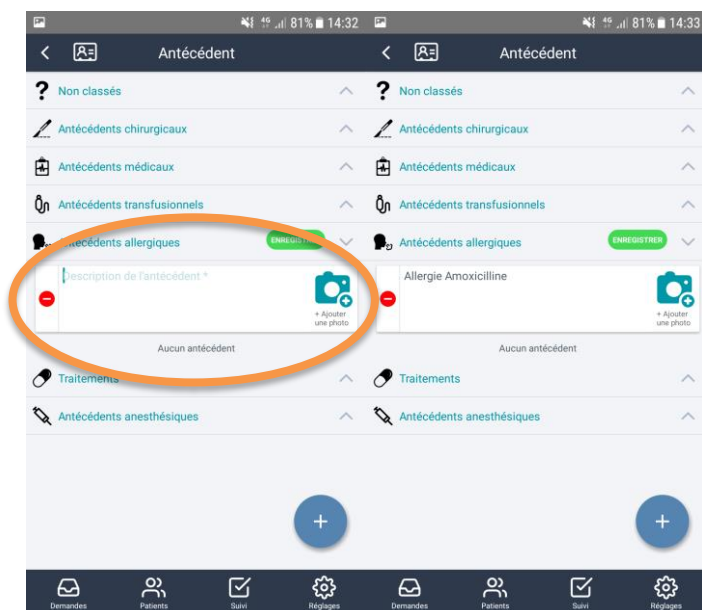 81% 14:32
Antécédent
Non classés
Antécédents chirurgicaux
Antécédents médicaux
Antécédents transfusionnels
Antécédents allergiques ENREGISTRER
Description de l'antécédent *
+ Ajouter
une photo
Aucun antécédent
Traitements
Antécédents anesthésiques
+
Demandes Patients Suivi Réglages
81% 14:33
Antécédent
Non classés
Antécédents chirurgicaux
Antécédents médicaux
Antécédents transfusionnels
Antécédents allergiques ENREGISTRER
Allergie Amoxicilline
+ Ajouter
une photo
Aucun antécédent
Traitements
Antécédents anesthésiques
+
Demandes Patients Suivi Réglages